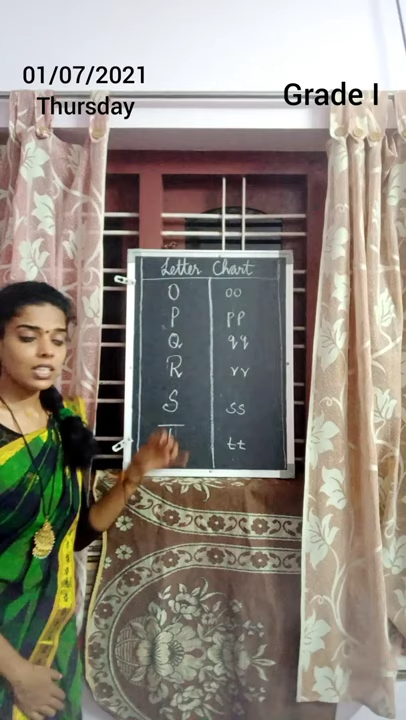 01/07/2021
Thursday
Grade I
Letter Chart
O oo
P pp
Q qq
R rr
S ss
T tt